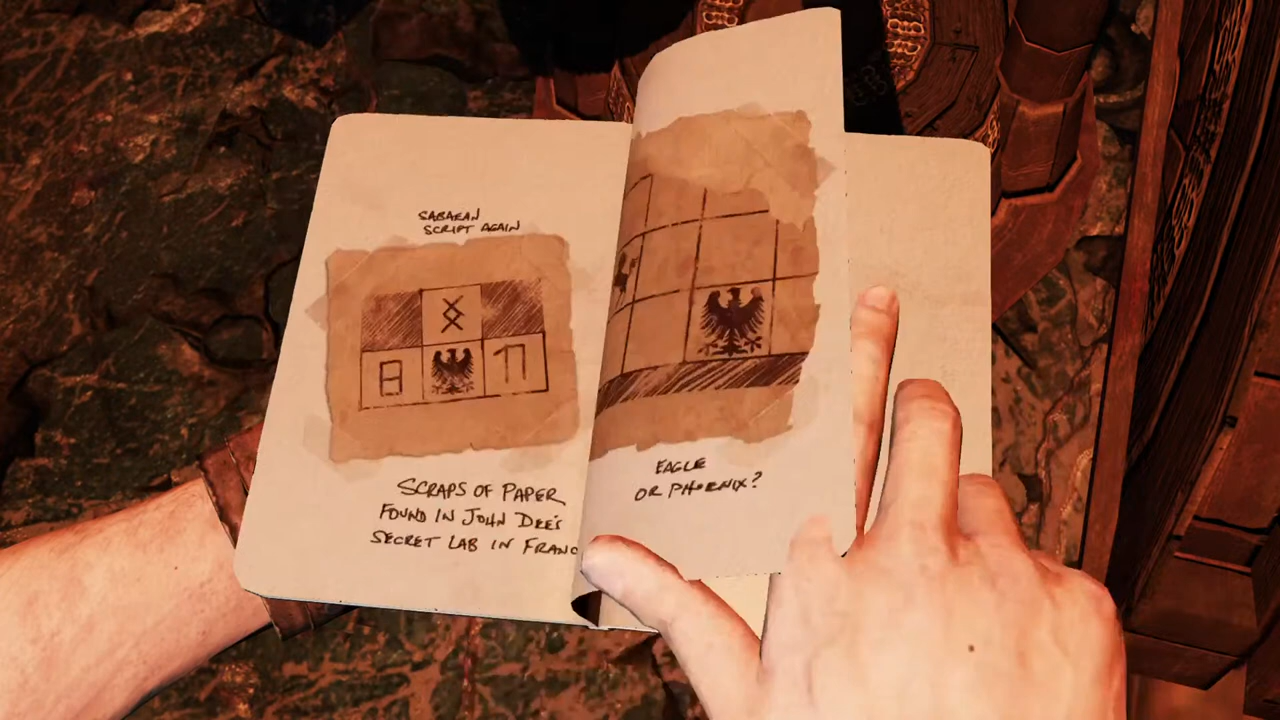 SABAEAN
SCRIPT AGAIN
𐩸
𐩨 𐩱
SCRAPS OF PAPER
FOUND IN JOHN DEE'S
SECRET LAB IN FRANC
EAGLE
OR PHOENIX?